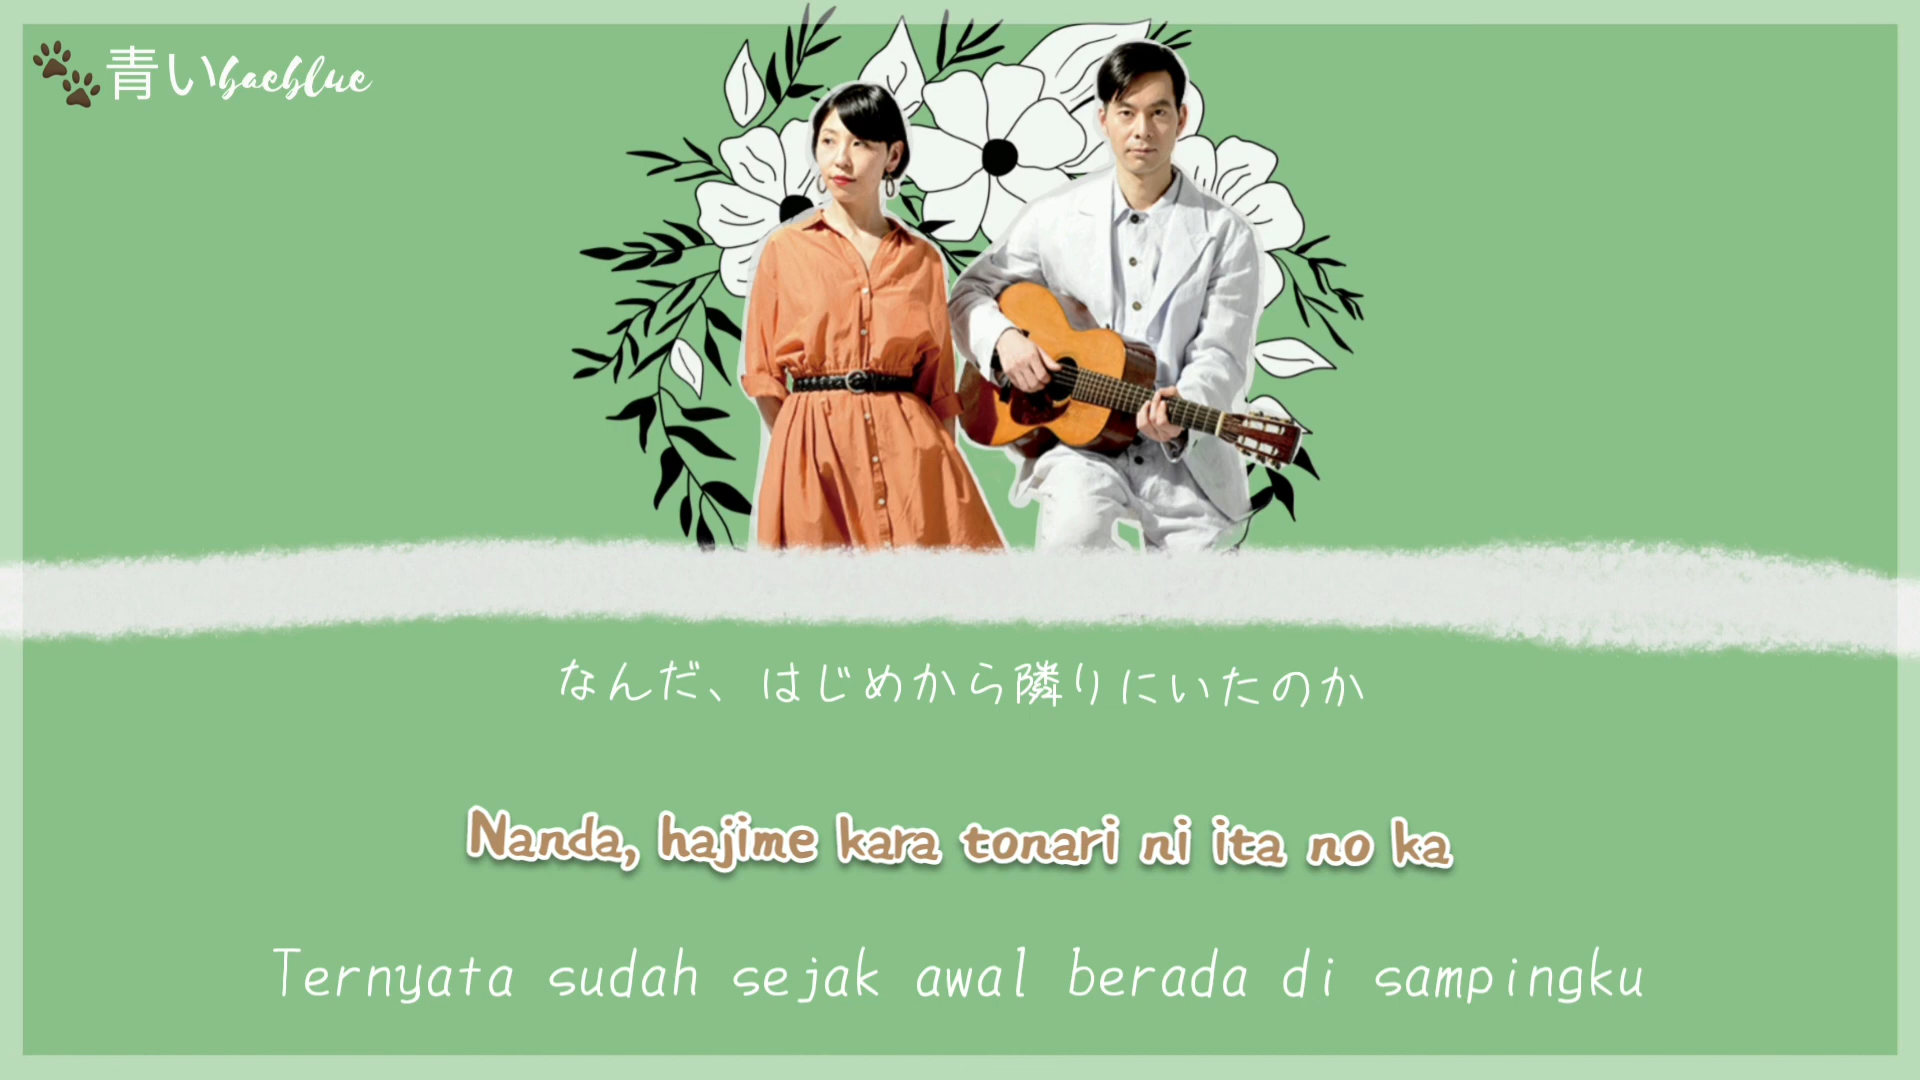 青いbaeblue
なんだ、はじめから隣りにいたのか
Nanda, hajime kara tonari ni ita no ka
Ternyata sudah sejak awal berada di sampingku